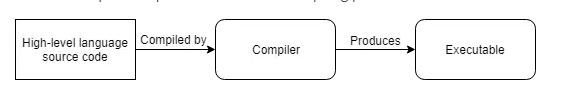 High-level language
source code
Compiled by
Compiler
Produces
Executable